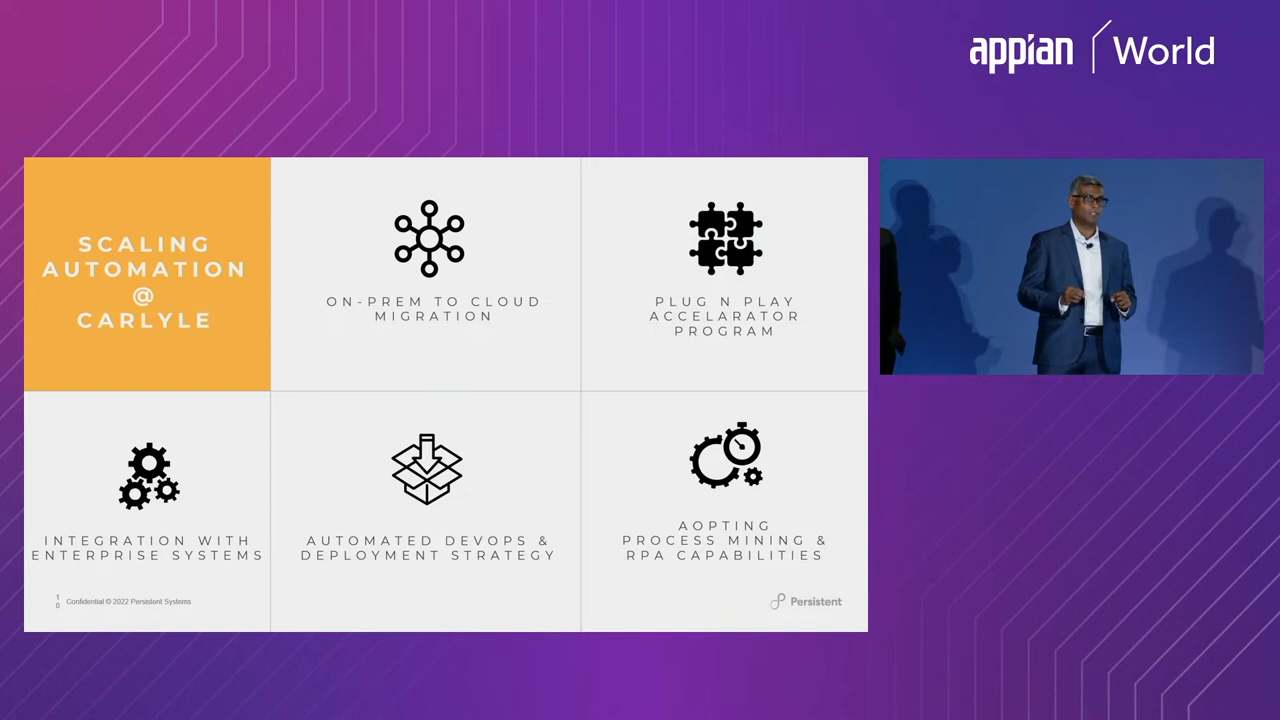 appian World
SCALING
AUTOMATION
@
CARLYLE
ON-PREM TO CLOUD
MIGRATION
PLUG N PLAY
ACCELARATOR
PROGRAM
INTEGRATION WITH
ENTERPRISE SYSTEMS
AUTOMATED DEVOPS &
DEPLOYMENT STRATEGY
AOPTING
PROCESS MINING &
RPA CAPABILITIES
10 Confidential © 2022 Persistent Systems
Persistent